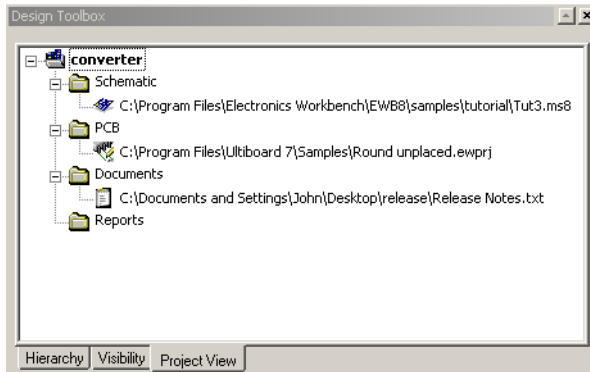 Design Toolbox
converter
Schematic
C:\Program Files\Electronics Workbench\EWB8\samples\tutorial\Tut3.ms8
PCB
C:\Program Files\Ultiboard 7\Samples\Round unplaced.ewprj
Documents
C:\Documents and Settings\John\Desktop\release\Release Notes.txt
Reports
Hierarchy Visibility Project View